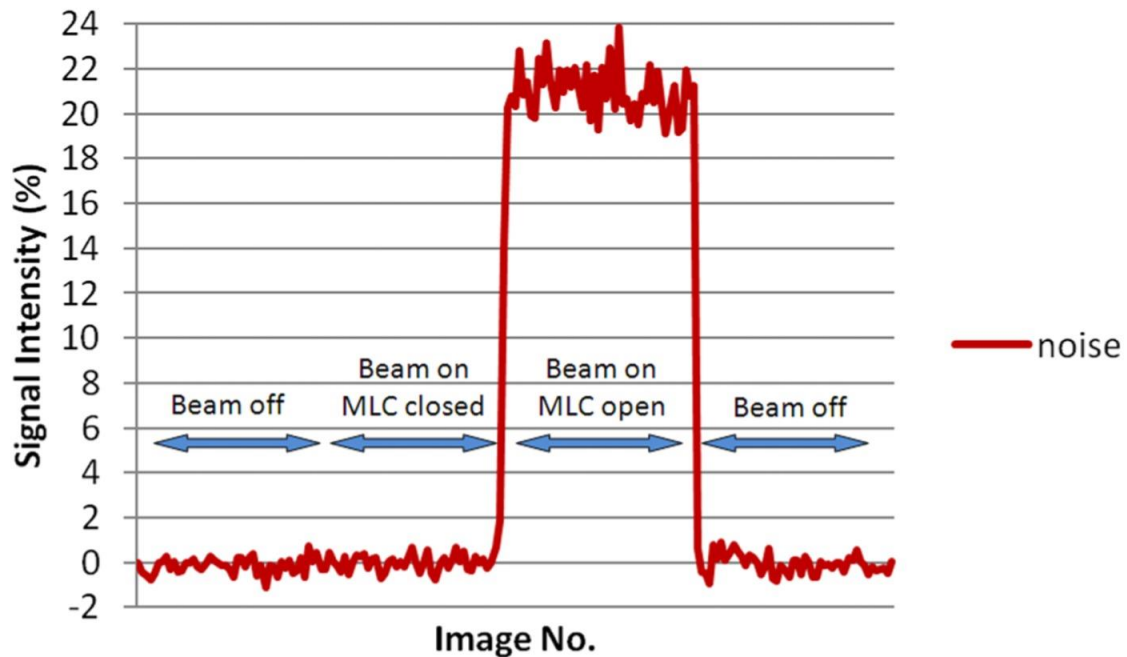 24
22
20
18
16
14
12
10
8
6
4
2
0
-2
Signal Intensity (%)
Beam off
Beam on
MLC closed
Beam on
MLC open
Beam off
Image No.
noise